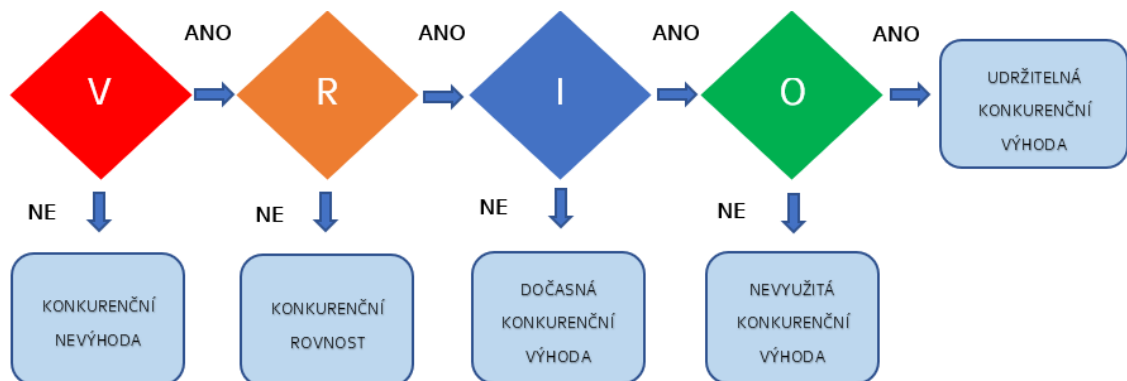 ANO
ANO
ANO
ANO
V
R
I
O
UDRŽITELNÁ
KONKURENČNÍ
VÝHODA
NE
NE
NE
NE
KONKURENČNÍ
NEVÝHODA
KONKURENČNÍ
ROVNOST
DOČASNÁ
KONKURENČNÍ
VÝHODA
NEVYUŽITÁ
KONKURENČNÍ
VÝHODA